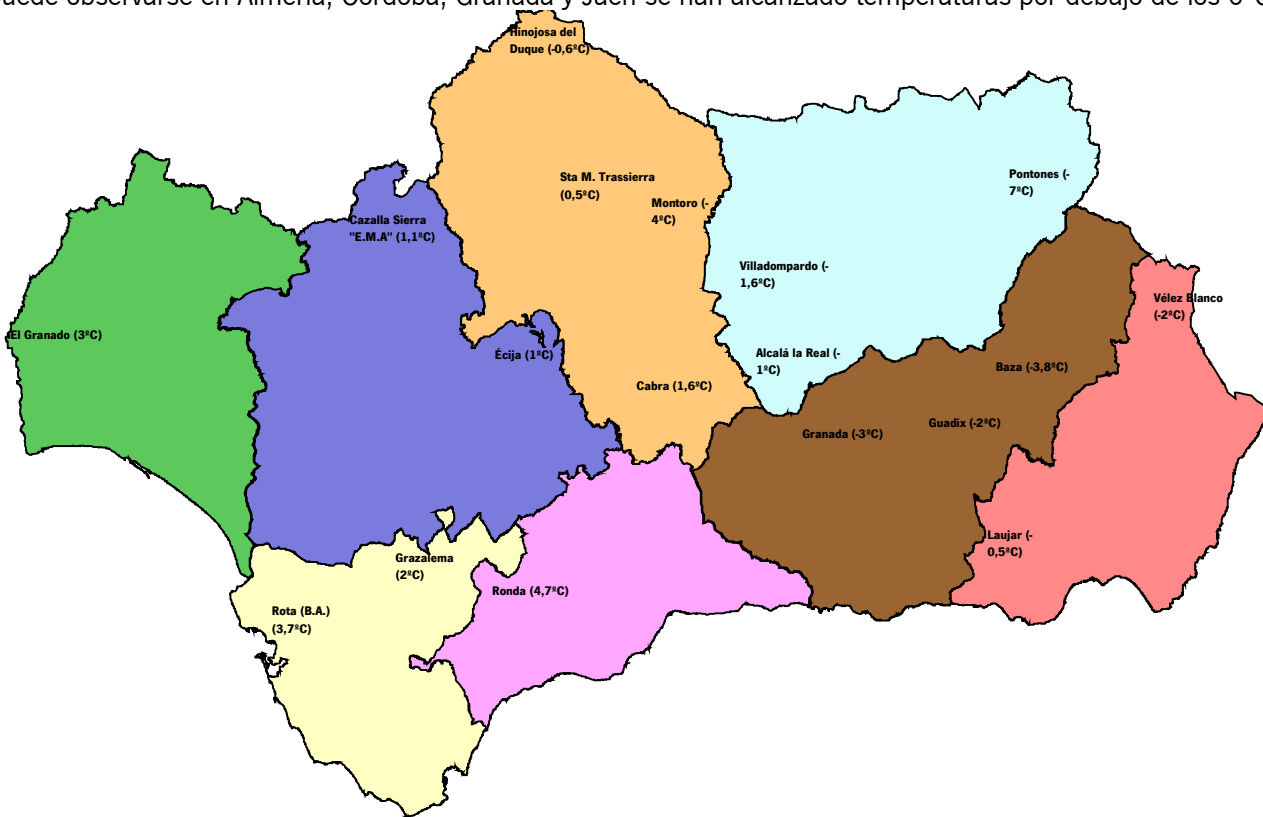 puede observarse en Almería, Córdoba, Granada y Jaén se han alcanzado temperaturas por debajo de los 0ºC
Hinojosa del
Duque (-0,6ºC)
Sta M. Trassierra
(0,5ºC)
Montoro (-
4ºC)
Pontones (-
7ºC)
Cazalla Sierra
"E.M.A" (1,1ºC)
Villadompardo (-
1,6ºC)
Vélez Blanco
(-2ºC)
El Granado (3ºC)
Écija (1ºC)
Alcalá la Real (-
1ºC)
Baza (-3,8ºC)
Cabra (1,6ºC)
Granada (-3ºC)
Guadix (-2ºC)
Laujar (-
0,5ºC)
Grazalema
(2ºC)
Ronda (4,7ºC)
Rota (B.A.)
(3,7ºC)